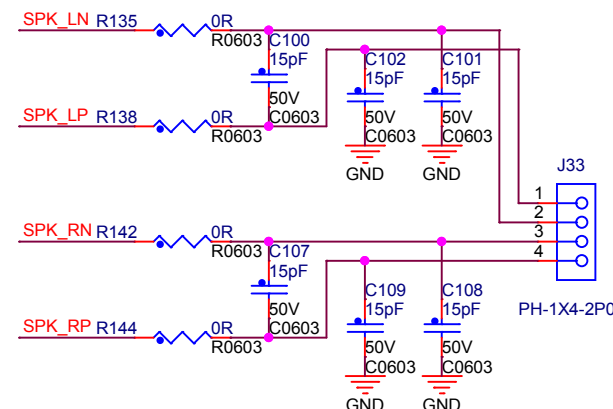 SPK_LN R135 0R
R0603 C100
15pF
C102
15pF
C101
15pF
50V
C0603
50V
C0603
50V
C0603
SPK_LP R138 0R
R0603
GND
GND
J33
1
2
3
4
PH-1X4-2P0
SPK_RN R142 0R
R0603 C107
15pF
50V
C0603
C109
15pF
C108
15pF
SPK_RP R144 0R
R0603
50V
C0603
50V
C0603
GND
GND